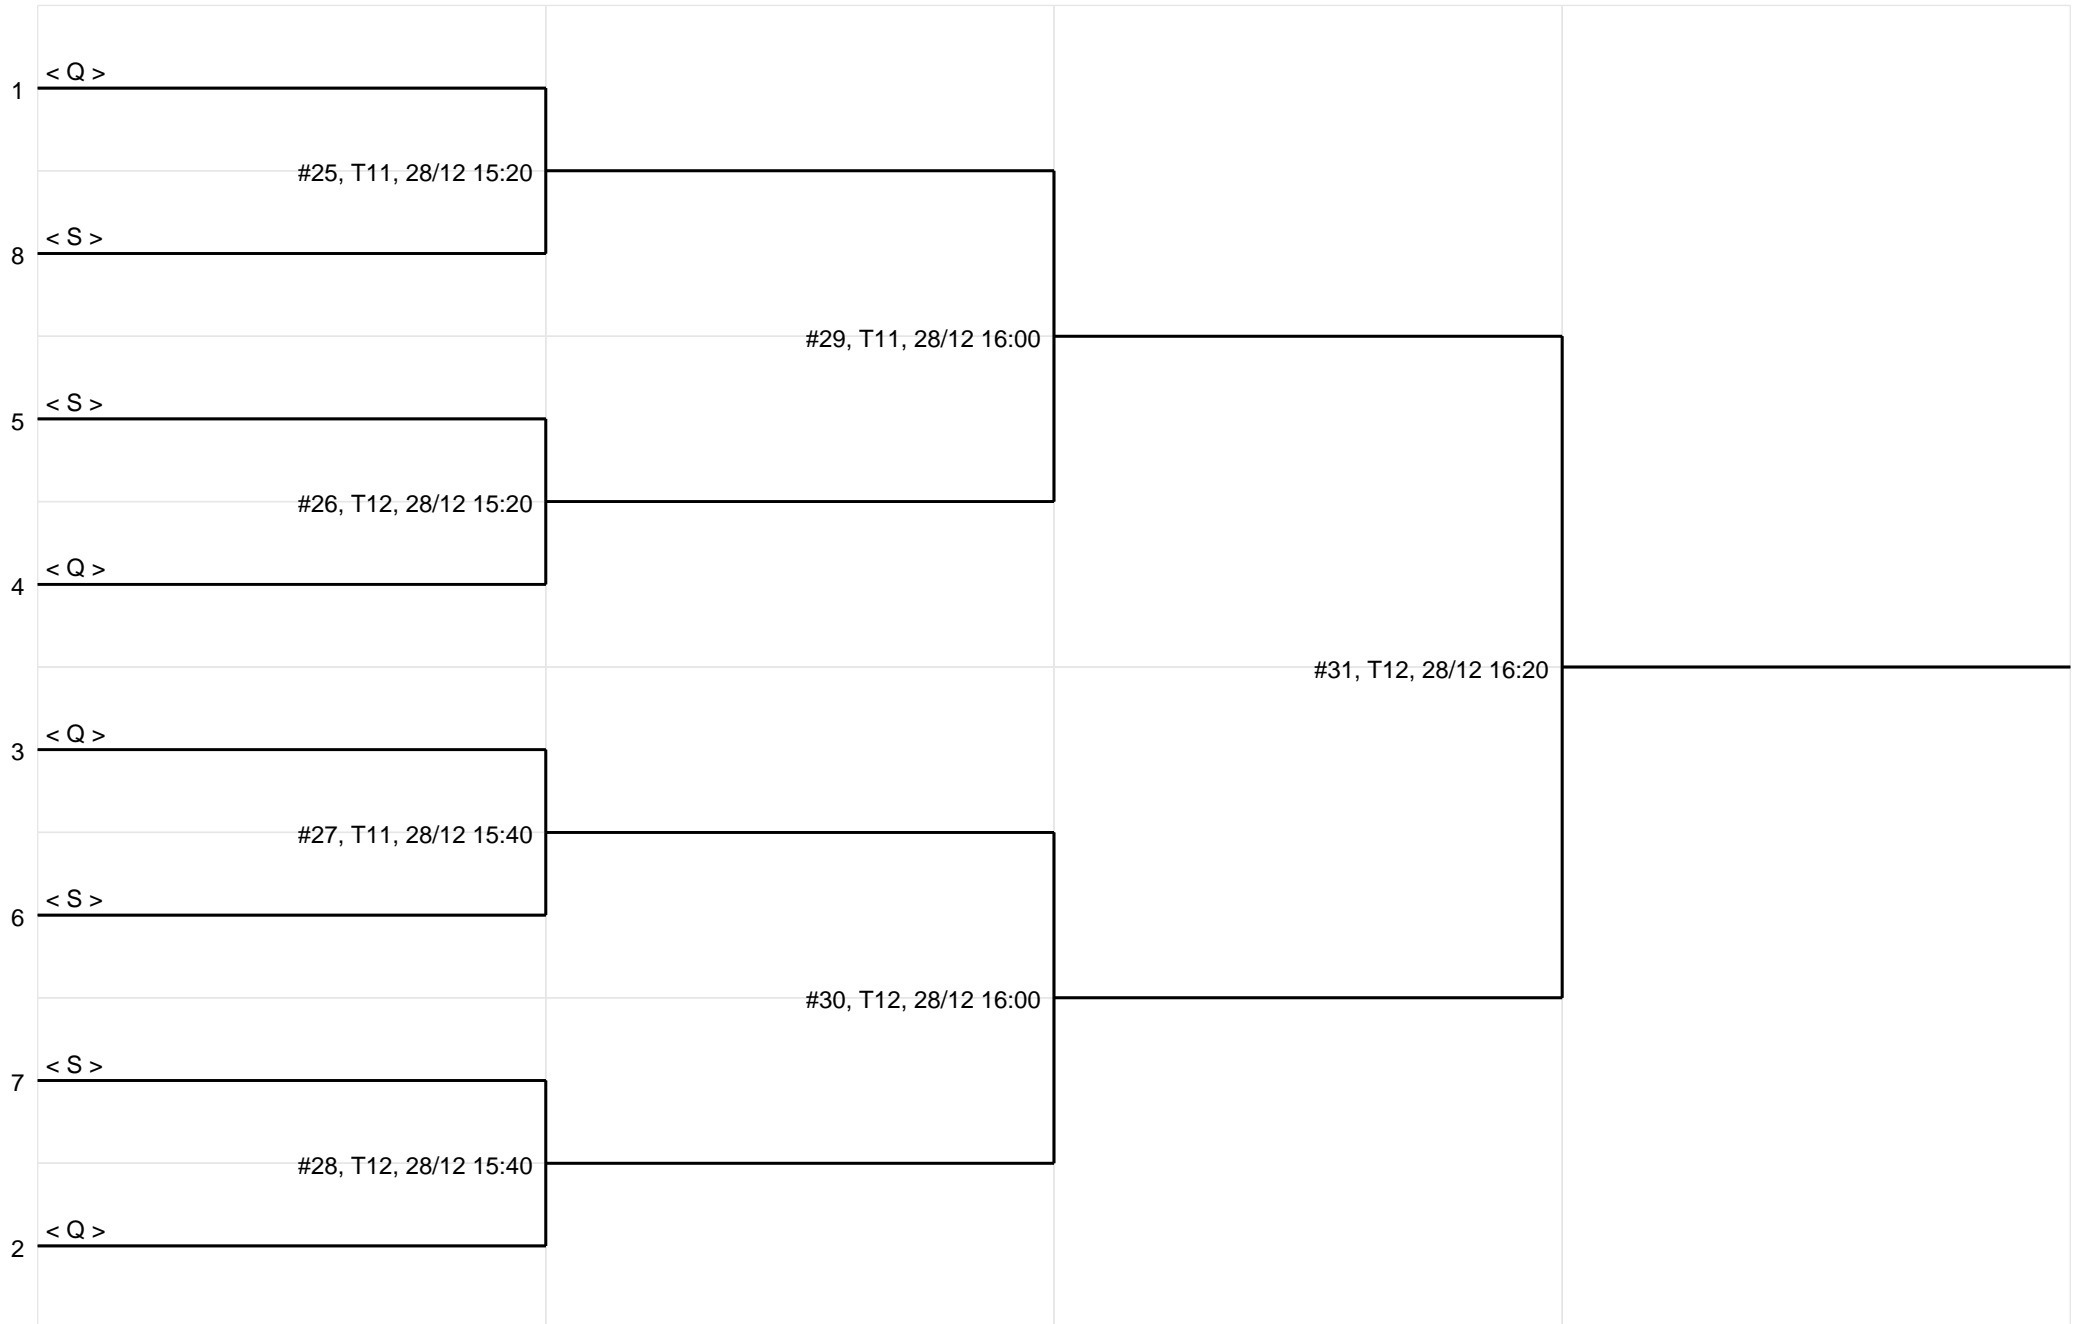 < Q >
1
#25, T11, 28/12 15:20
< S >
8
#29, T11, 28/12 16:00
< S >
5
#26, T12, 28/12 15:20
< Q >
4
#31, T12, 28/12 16:20
< Q >
3
#27, T11, 28/12 15:40
< S >
6
#30, T12, 28/12 16:00
< S >
7
#28, T12, 28/12 15:40
< Q >
2